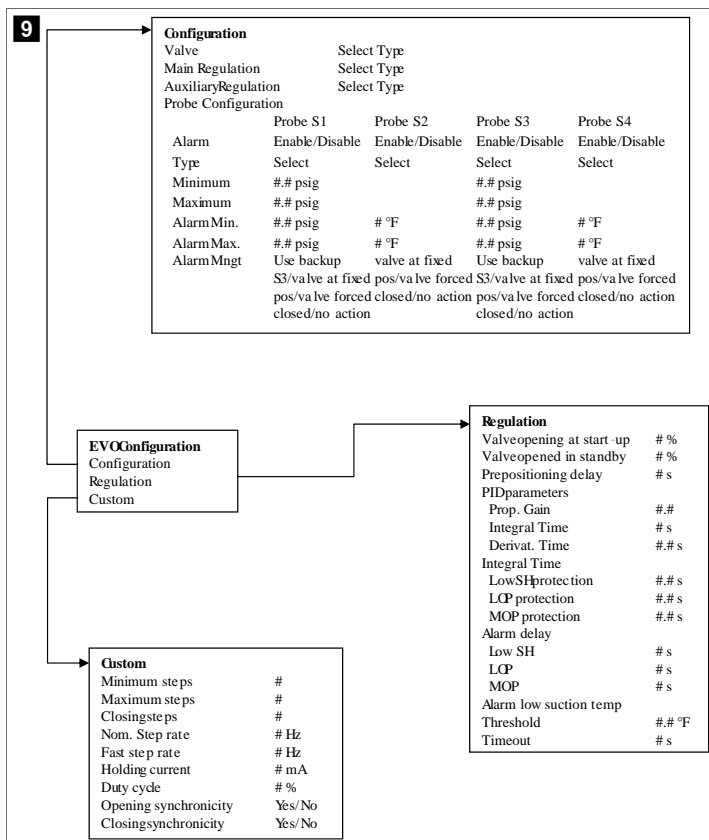 9
Configuration
Valve Select Type
Main Regulation Select Type
AuxiliaryRegulation Select Type
Probe Configuration
Probe S1 Probe S2 Probe S3 Probe S4
Alarm Enable/Disable Enable/Disable Enable/Disable Enable/Disable
Type Select Select Select Select
Minimum #.# psig #.# psig
Maximum #.# psig #.# psig
AlarmMin. #.# psig # °F #.# psig # °F
AlarmMax. #.# psig # °F #.# psig # °F
AlarmMngt Use backup valve at fixed Use backup valve at fixed
S3/valve at fixed pos/valve forced S3/valve at fixed pos/valve forced
pos/valve forced closed/no action pos/valve forced closed/no action
closed/no action closed/no action
EVOConfiguration
Configuration
Regulation
Custom
Regulation
Valveopening at start-up # %
Valveopened in standby # %
Prepositioning delay # s
PIDparameters
Prop. Gain #.#
Integral Time # s
Derivat. Time #.# s
Integral Time
LowSHprotection #.# s
LOP protection #.# s
MOP protection #.# s
Alarm delay
Low SH # s
LOP # s
MOP # s
Alarm low suction temp
Threshold #.# °F
Timeout # s
Custom
Minimum steps #
Maximum steps #
Closingsteps #
Nom. Step rate # Hz
Fast step rate # Hz
Holding current # mA
Duty cycle # %
Opening synchronicity Yes/No
Closingsynchronicity Yes/No